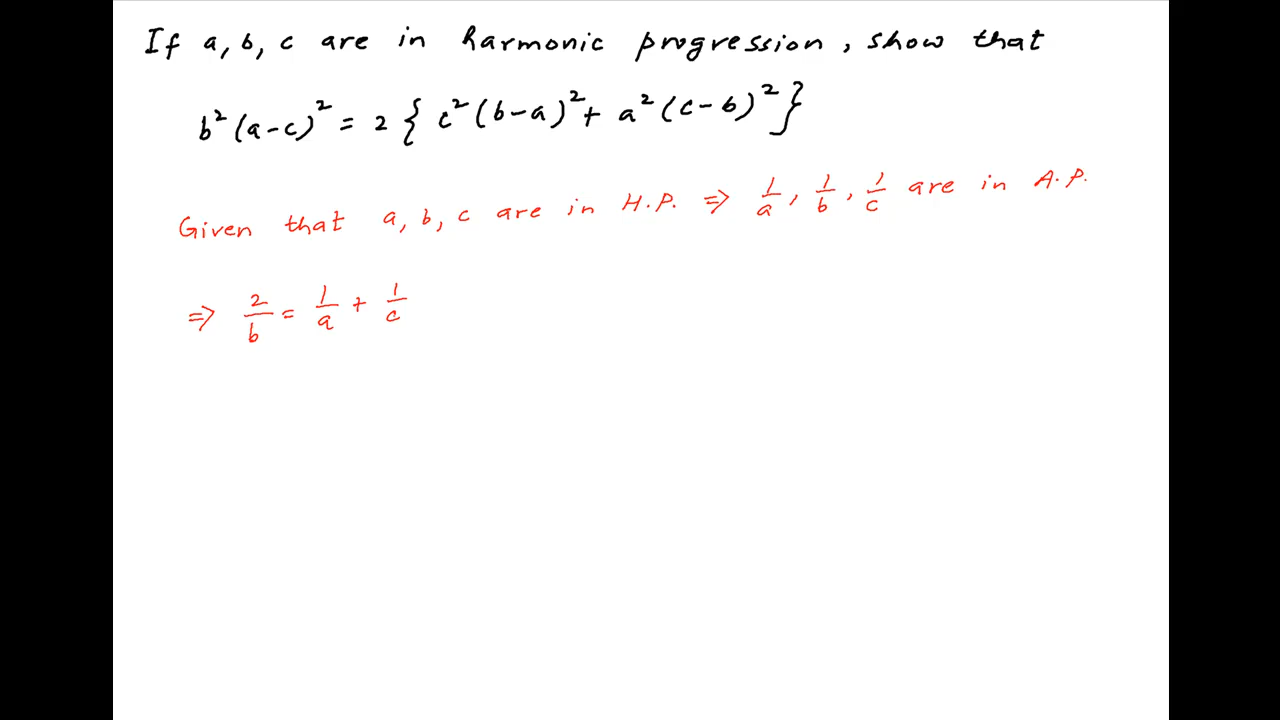 If a, b, c are in harmonic progression, show that
b²(a-c)² = 2 { c²(b-a)² + a²(c-b)² }
Given that a, b, c are in H.P. ⇒ 1/a, 1/b, 1/c are in A.P.
⇒ 2/b = 1/a + 1/c